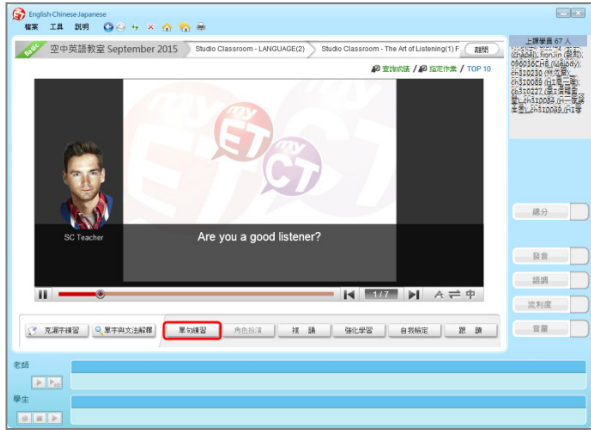 English-Chinese-Japanese
檔案 工具 說明
空中英語教室 September 2015 Studio Classroom - LANGUAGE(2) Studio Classroom - The Art of Listening(1) F 離開
查詢成績 / 指定作業 / TOP 10
上課學員 67 人
my ET
my CT
SC Teacher
Are you a good listener?
1/7 A 中
克漏字練習 單字與文法解釋 單句練習 角色扮演 複誦 強化學習 自我檢定 跟讀
總分
發音
語調
流利度
音量
老師
學生